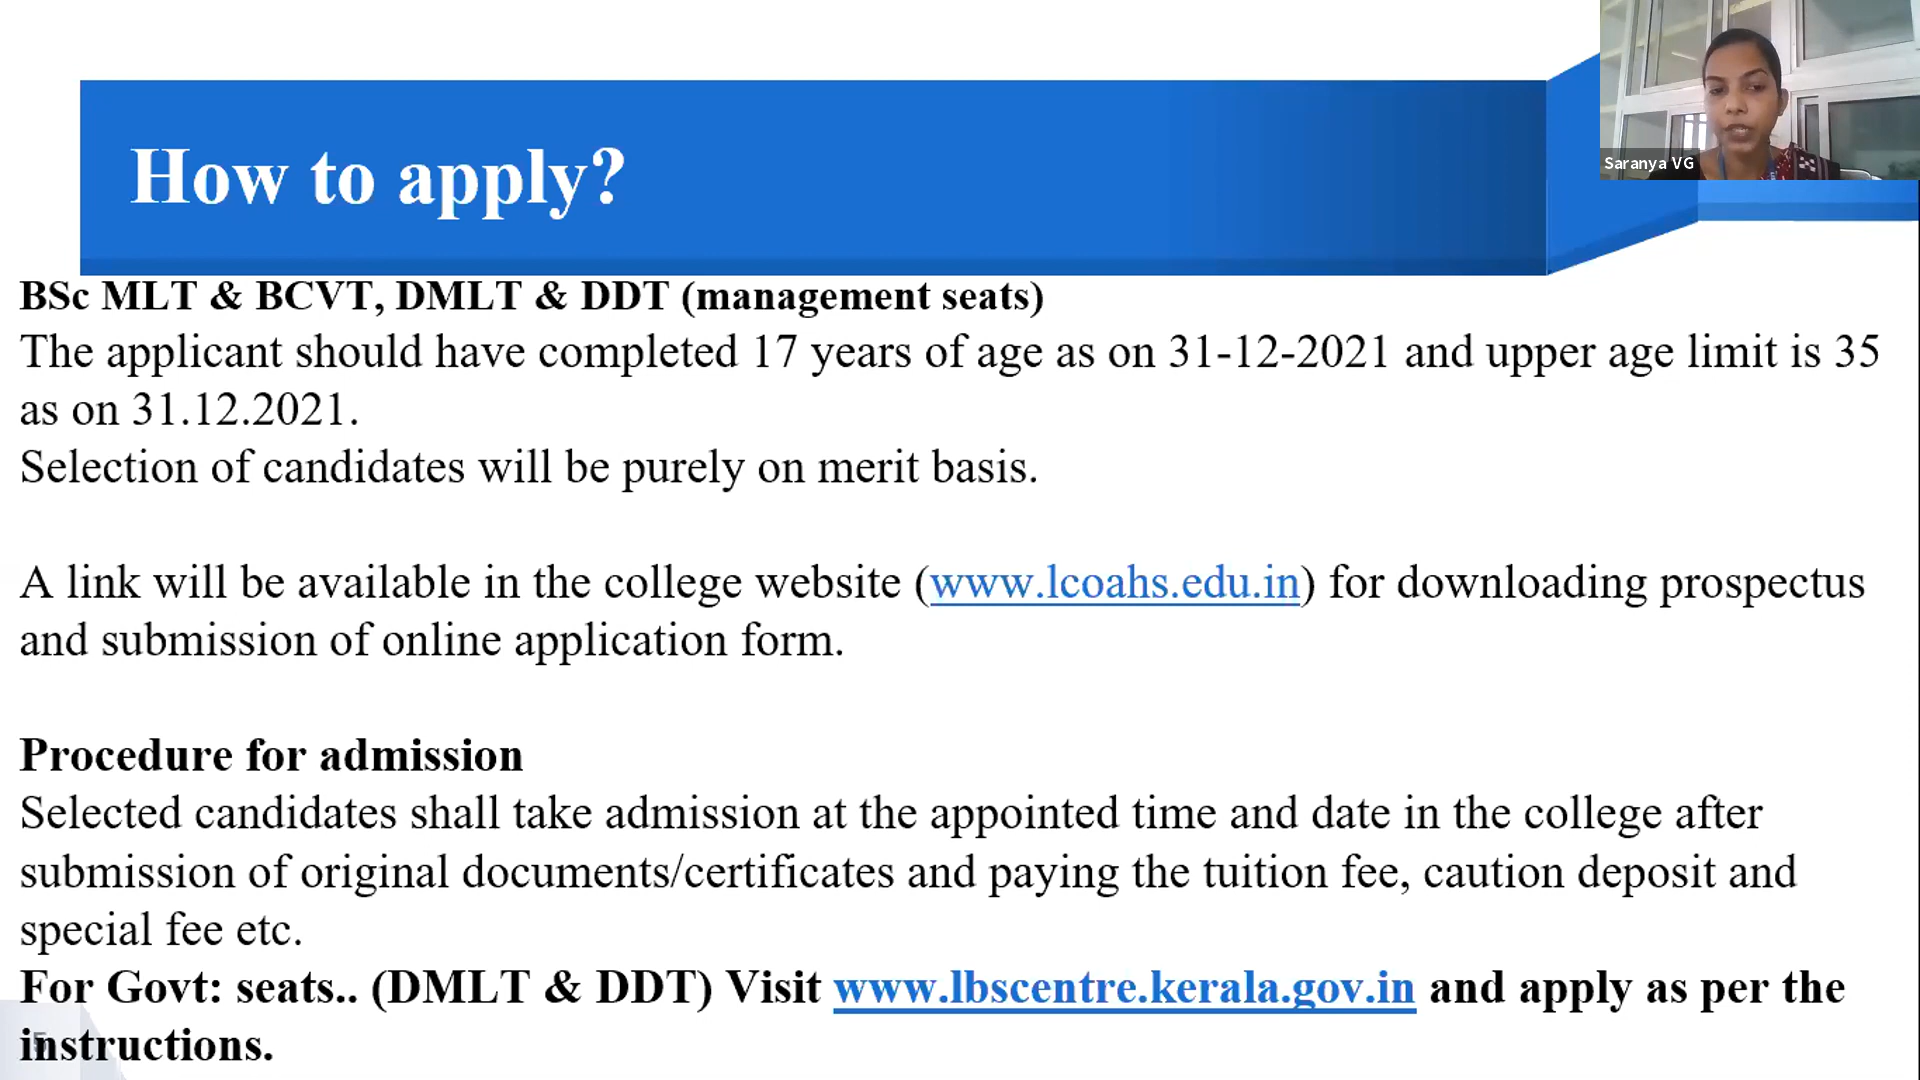 How to apply?
Saranya VG
BSc MLT & BCVT, DMLT & DDT (management seats)
The applicant should have completed 17 years of age as on 31-12-2021 and upper age limit is 35
as on 31.12.2021.
Selection of candidates will be purely on merit basis.
A link will be available in the college website (www.lcoahs.edu.in) for downloading prospectus
and submission of online application form.
Procedure for admission
Selected candidates shall take admission at the appointed time and date in the college after
submission of original documents/certificates and paying the tuition fee, caution deposit and
special fee etc.
For Govt: seats.. (DMLT & DDT) Visit www.lbscentre.kerala.gov.in and apply as per the
instructions.
5